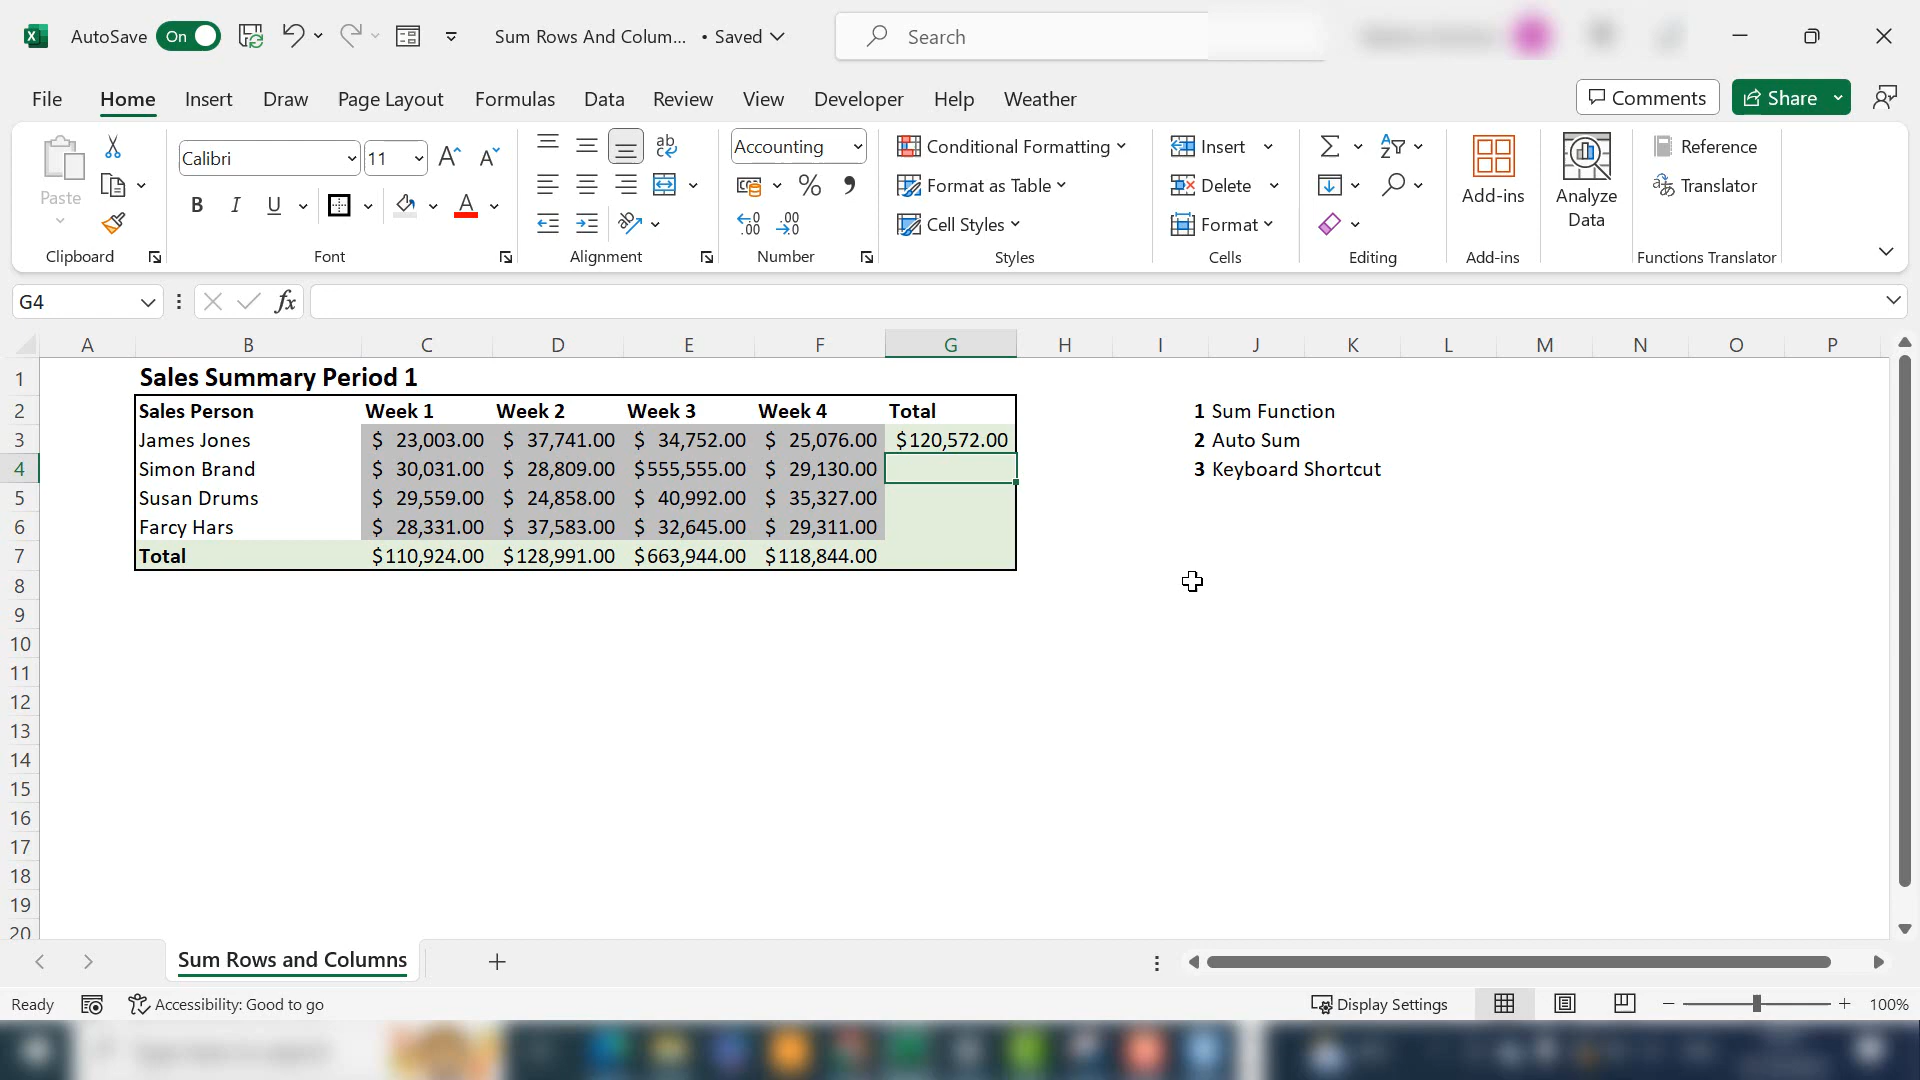 AutoSave On Sum Rows And Colum... • Saved Search
File Home Insert Draw Page Layout Formulas Data Review View Developer Help Weather Comments Share
Paste Calibri 11 ab Accounting Conditional Formatting Insert Reference
B I U A % Format as Table Delete Add-ins Analyze Data Translator
Cell Styles Format
Clipboard Font Alignment Number Styles Cells Editing Add-ins Functions Translator
G4 fx
A B C D E F G H I J K L M N O P
1 Sales Summary Period 1
2 Sales Person Week 1 Week 2 Week 3 Week 4 Total 1 Sum Function
3 James Jones $ 23,003.00 $ 37,741.00 $ 34,752.00 $ 25,076.00 $120,572.00 2 Auto Sum
4 Simon Brand $ 30,031.00 $ 28,809.00 $555,555.00 $ 29,130.00 3 Keyboard Shortcut
5 Susan Drums $ 29,559.00 $ 24,858.00 $ 40,992.00 $ 35,327.00
6 Farcy Hars $ 28,331.00 $ 37,583.00 $ 32,645.00 $ 29,311.00
7 Total $110,924.00 $128,991.00 $663,944.00 $118,844.00
8
9
10
11
12
13
14
15
16
17
18
19
20
Sum Rows and Columns
Ready Accessibility: Good to go Display Settings 100%